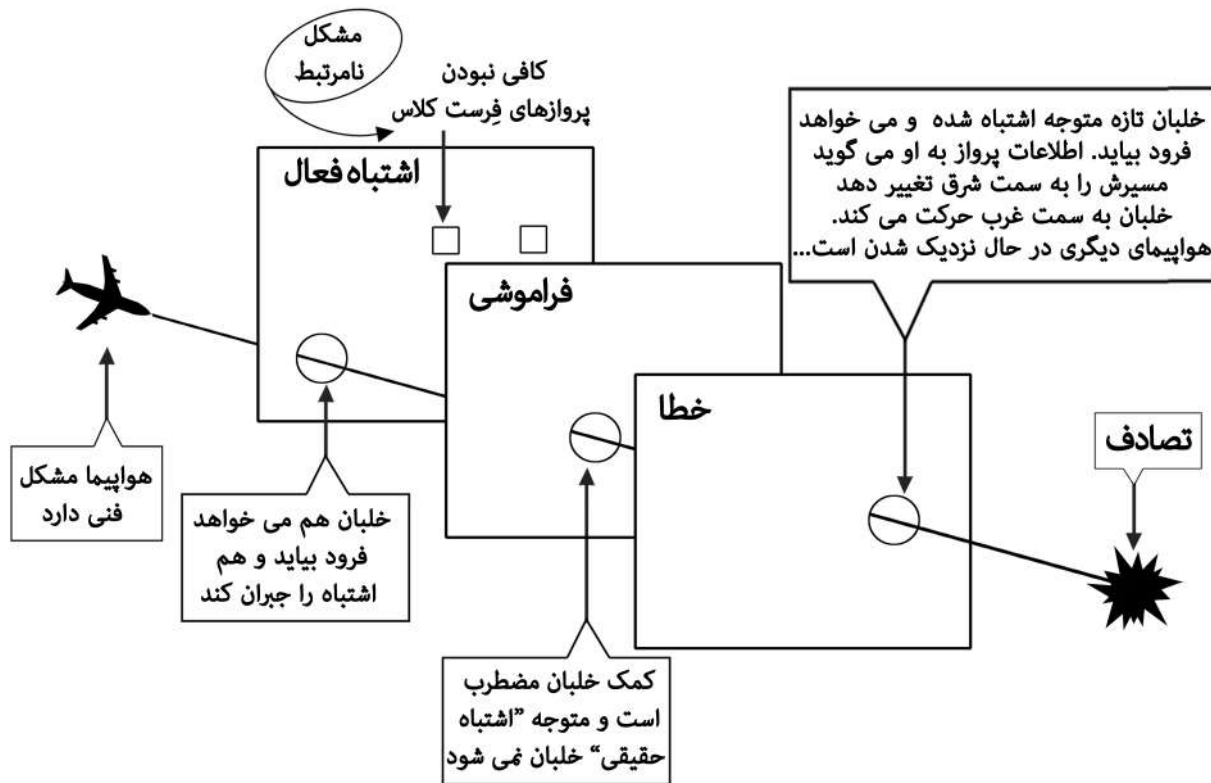 مشکل
نامرتبط
کافی نبودن
پروازهای فِرست کلاس
اشتباه فعال
خلبان تازه متوجه اشتباه شده و می خواهد
فرود بیاید. اطلاعات پرواز به او می گوید
مسیرش را به سمت شرق تغییر دهد
خلبان به سمت غرب حرکت می کند.
هواپیمای دیگری در حال نزدیک شدن است...
فراموشی
خطا
تصادف
هواپیما مشکل
فنی دارد
خلبان هم می خواهد
فرود بیاید و هم
اشتباه را جبران کند
کمک خلبان مضطرب
است و متوجه "اشتباه
حقیقی" خلبان نمی شود